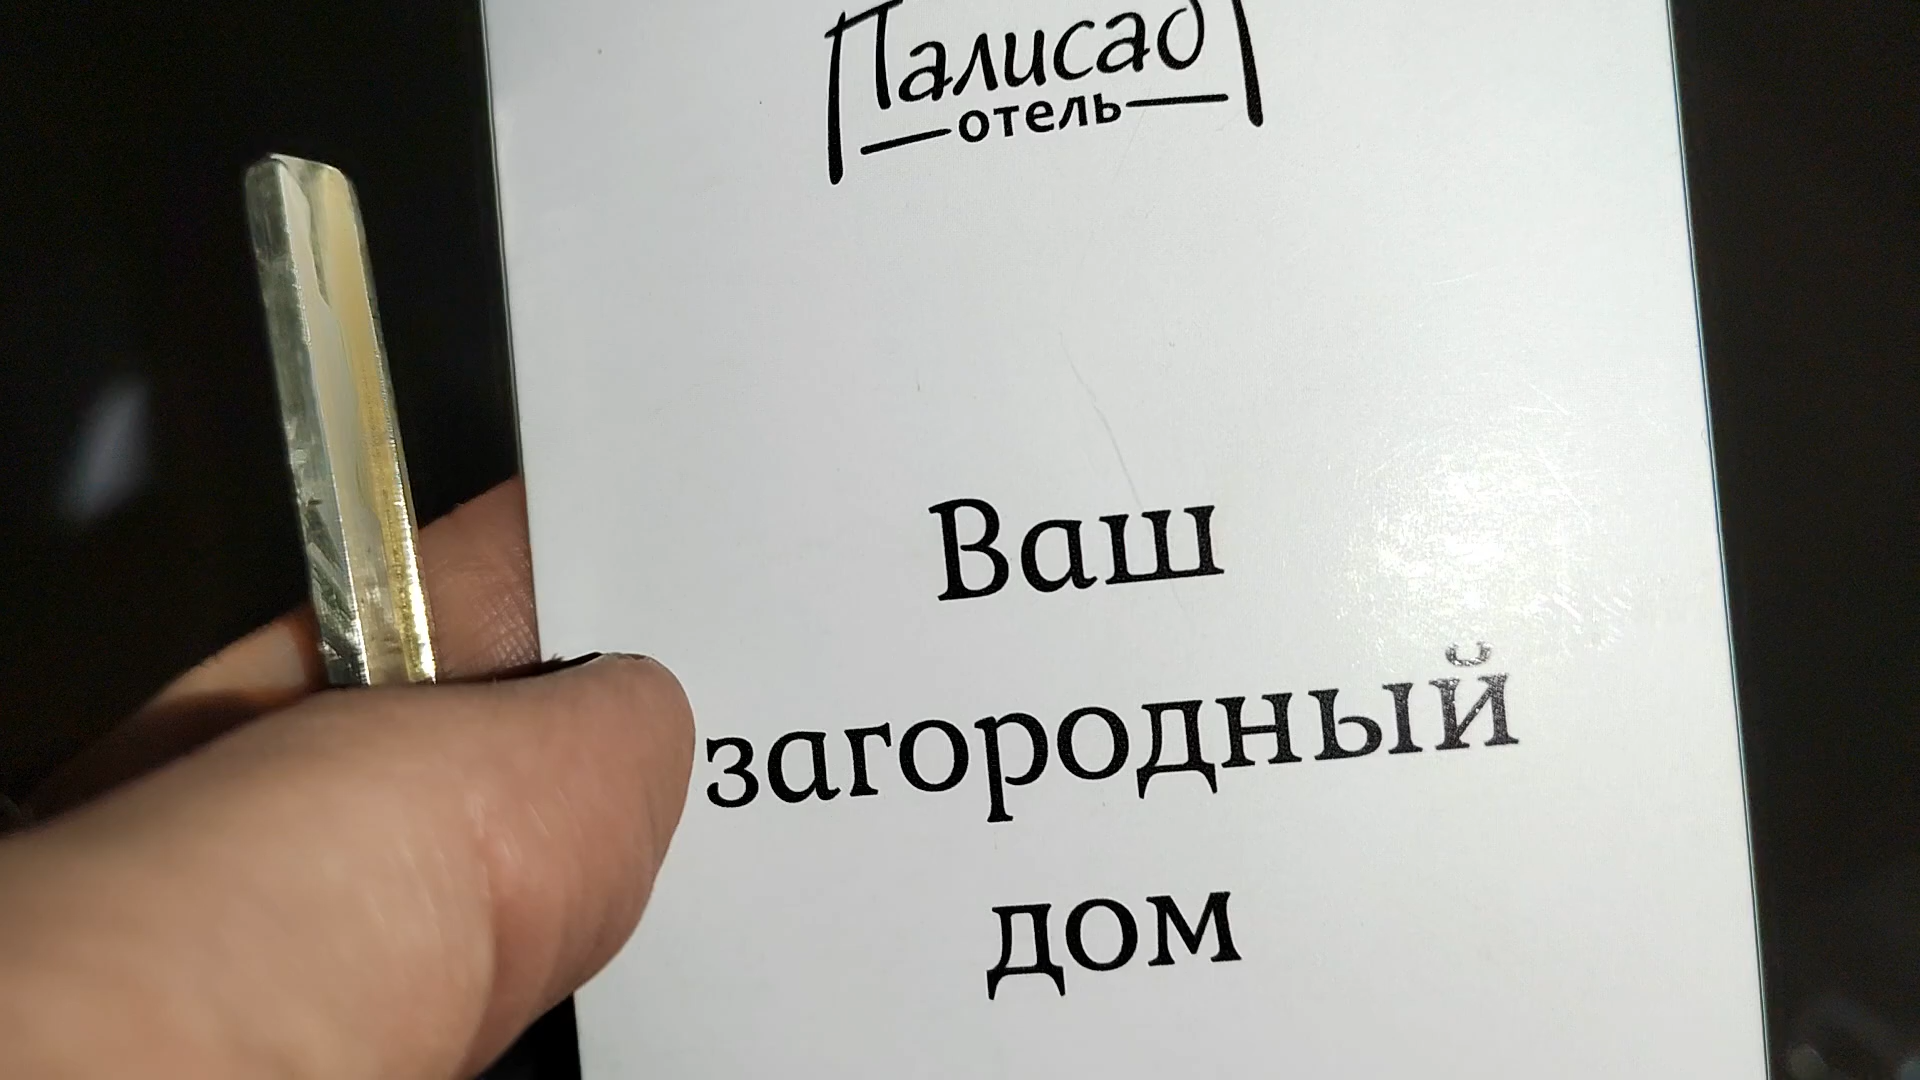 Палисад
отель
Ваш
загородный
дом